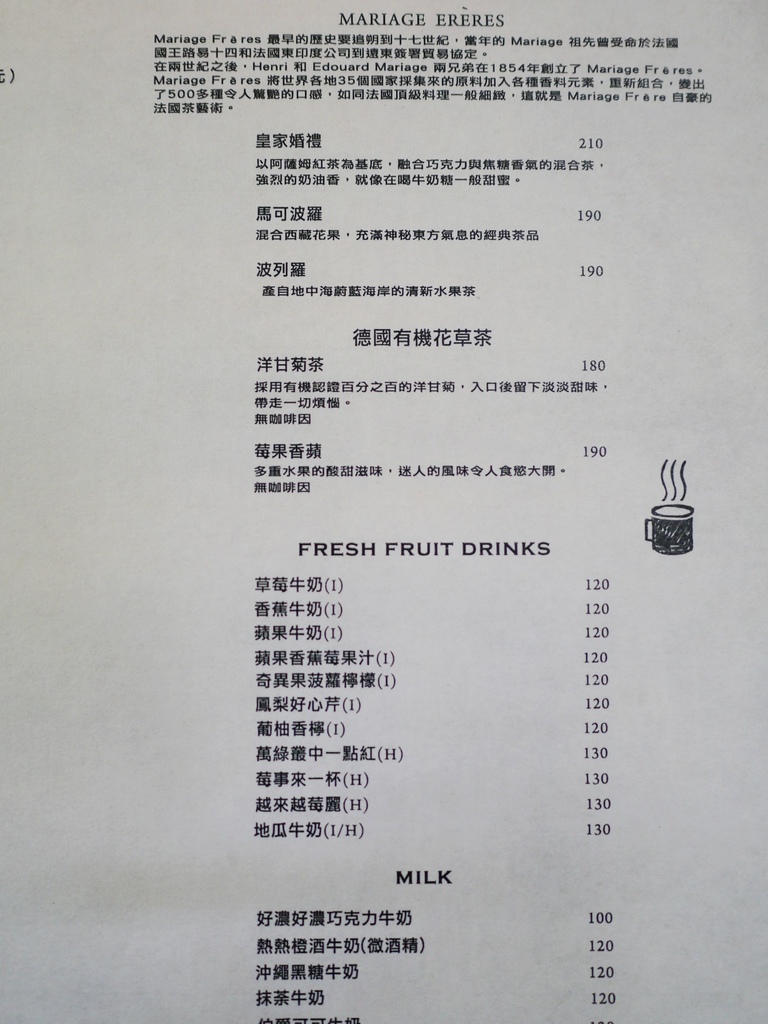 MARIAGE ERERES
Mariage Frères 最早的歷史要追朔到十七世紀，當年的 Mariage 祖先曾受命於法國
國王路易十四和法國東印度公司到遠東簽署貿易協定。
在兩世紀之後，Henri 和 Edouard Mariage 兩兄弟在1854年創立了 Mariage Frères。
Mariage Frères 將世界各地35個國家採集來的原料加入各種香料元素，重新組合，變出
了500多種令人驚艷的口感，如同法國頂級料理一般細緻，這就是 Mariage Frère 自豪的
法國茶藝術。
元)
皇家婚禮 210
以阿薩姆紅茶為基底，融合巧克力與焦糖香氣的混合茶，
強烈的奶油香，就像在喝牛奶糖一般甜蜜。
馬可波羅 190
混合西藏花果，充滿神秘東方氣息的經典茶品
波列羅 190
產自地中海蔚藍海岸的清新水果茶
德國有機花草茶
洋甘菊茶 180
採用有機認證百分之百的洋甘菊，入口後留下淡淡甜味，
帶走一切煩惱。
無咖啡因
莓果香蘋 190
多重水果的酸甜滋味，迷人的風味令人食慾大開。
無咖啡因
FRESH FRUIT DRINKS
草莓牛奶(I) 120
香蕉牛奶(I) 120
蘋果牛奶(I) 120
蘋果香蕉莓果汁(I) 120
奇異果菠蘿檸檬(I) 120
鳳梨好心芹(I) 120
葡柚香檸(I) 120
萬綠叢中一點紅(H) 130
莓事來一杯(H) 130
越來越莓麗(H) 130
地瓜牛奶(I/H) 130
MILK
好濃好濃巧克力牛奶 100
熱熱橙酒牛奶(微酒精) 120
沖繩黑糖牛奶 120
抹茶牛奶 120
伯爵可可牛奶 120